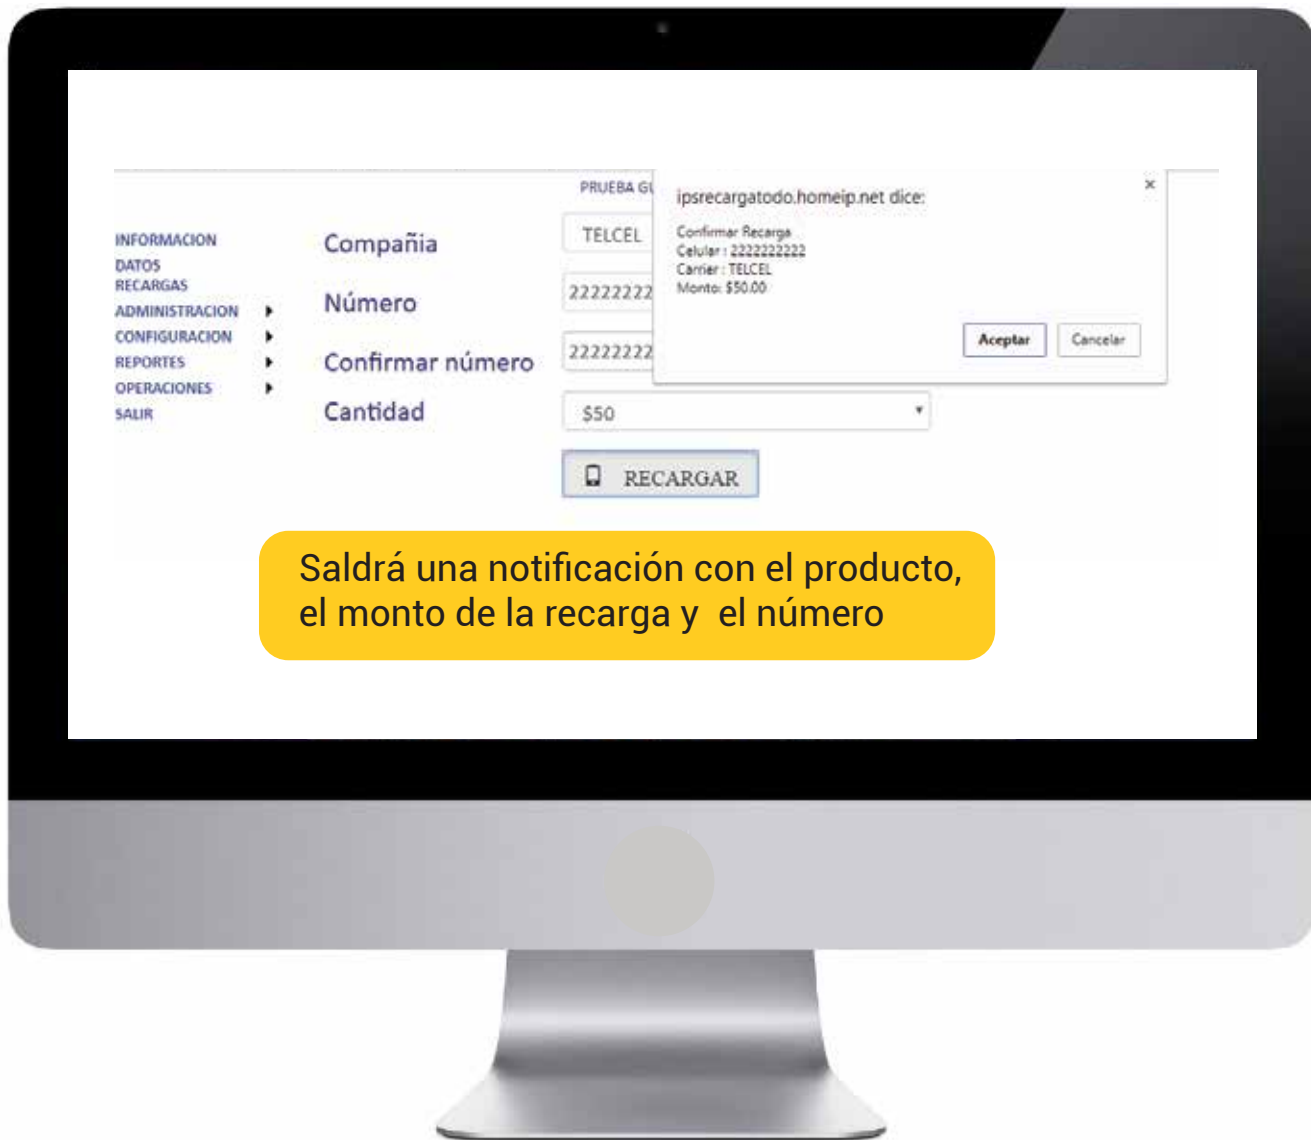 PRUEBA
ipsrecargatodo.homeip.net dice:
×
Confirmar Recarga
Celular : 2222222222
Carrier : TELCEL
Monto: $50.00
Aceptar
Cancelar
INFORMACION
DATOS
RECARGAS
ADMINISTRACION
CONFIGURACION
REPORTES
OPERACIONES
SALIR
Compañia
TELCEL
Número
22222222
Confirmar número
22222222
Cantidad
$50
RECARGAR
Saldrá una notificación con el producto,
el monto de la recarga y el número